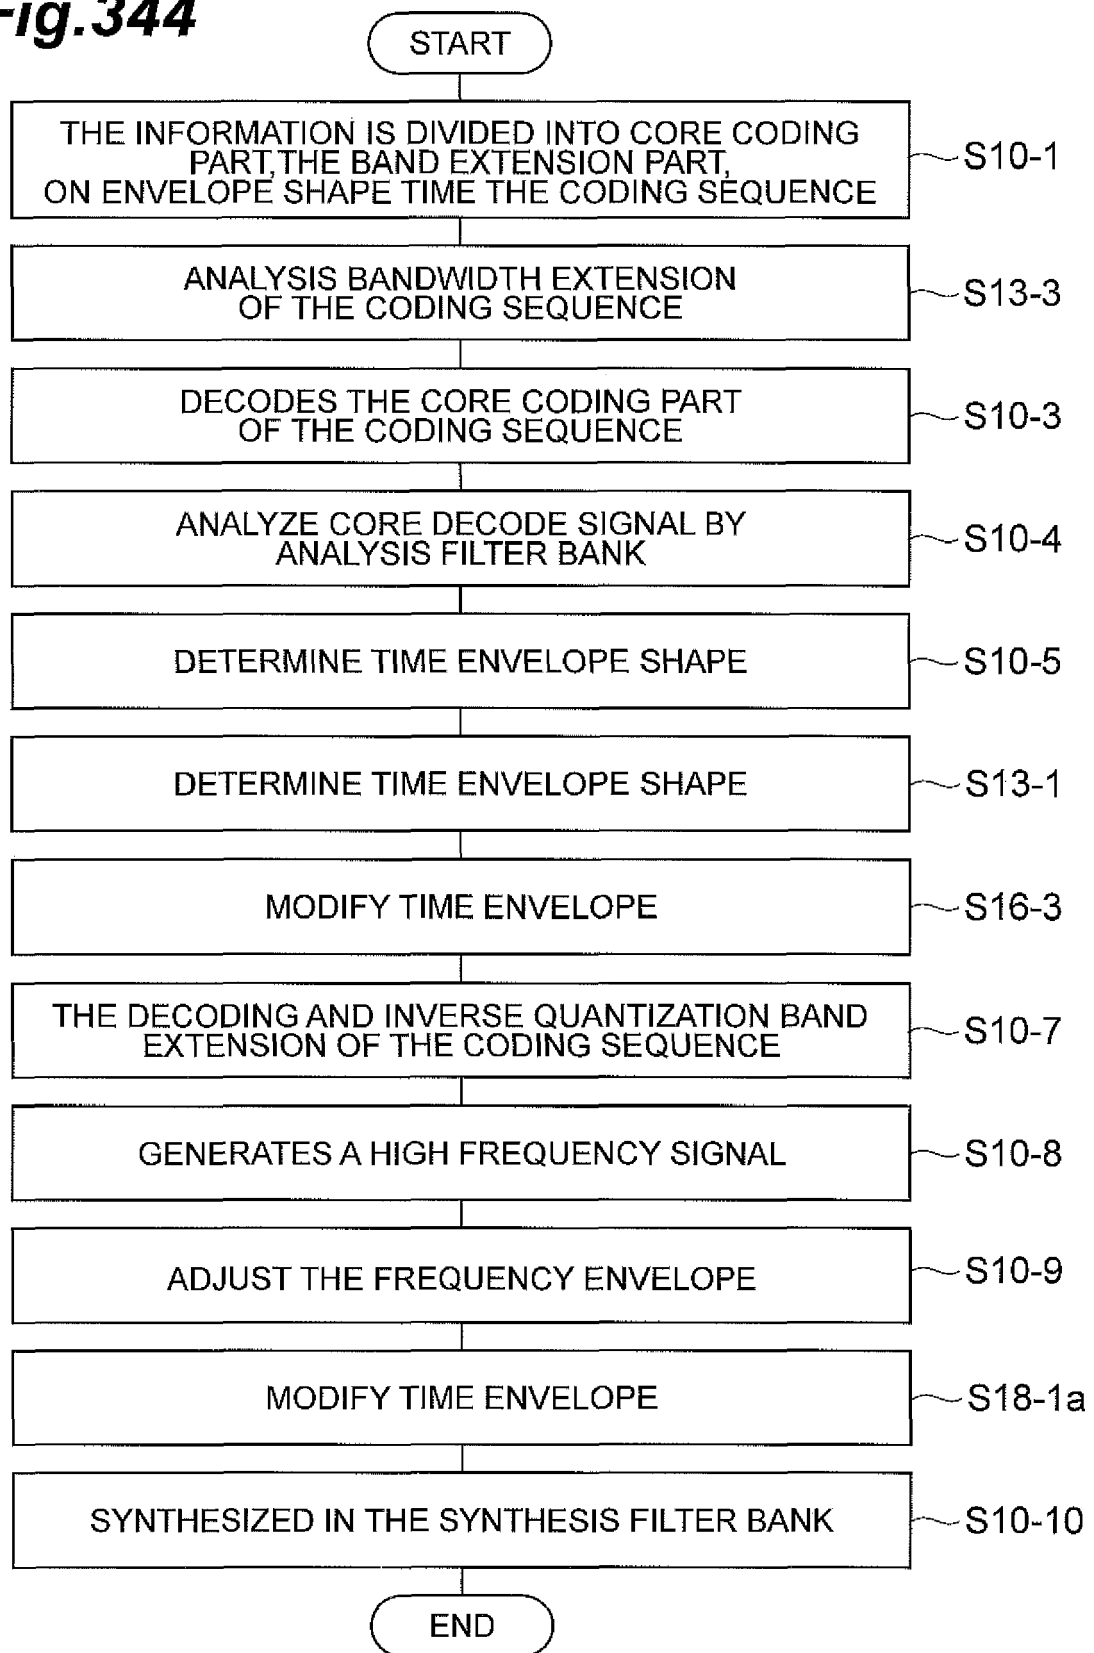 Fig.344
START
THE INFORMATION IS DIVIDED INTO CORE CODING
PART,THE BAND EXTENSION PART,
ON ENVELOPE SHAPE TIME THE CODING SEQUENCE
S10-1
ANALYSIS BANDWIDTH EXTENSION
OF THE CODING SEQUENCE
S13-3
DECODES THE CORE CODING PART
OF THE CODING SEQUENCE
S10-3
ANALYZE CORE DECODE SIGNAL BY
ANALYSIS FILTER BANK
S10-4
DETERMINE TIME ENVELOPE SHAPE
S10-5
DETERMINE TIME ENVELOPE SHAPE
S13-1
MODIFY TIME ENVELOPE
S16-3
THE DECODING AND INVERSE QUANTIZATION BAND
EXTENSION OF THE CODING SEQUENCE
S10-7
GENERATES A HIGH FREQUENCY SIGNAL
S10-8
ADJUST THE FREQUENCY ENVELOPE
S10-9
MODIFY TIME ENVELOPE
S18-1a
SYNTHESIZED IN THE SYNTHESIS FILTER BANK
S10-10
END